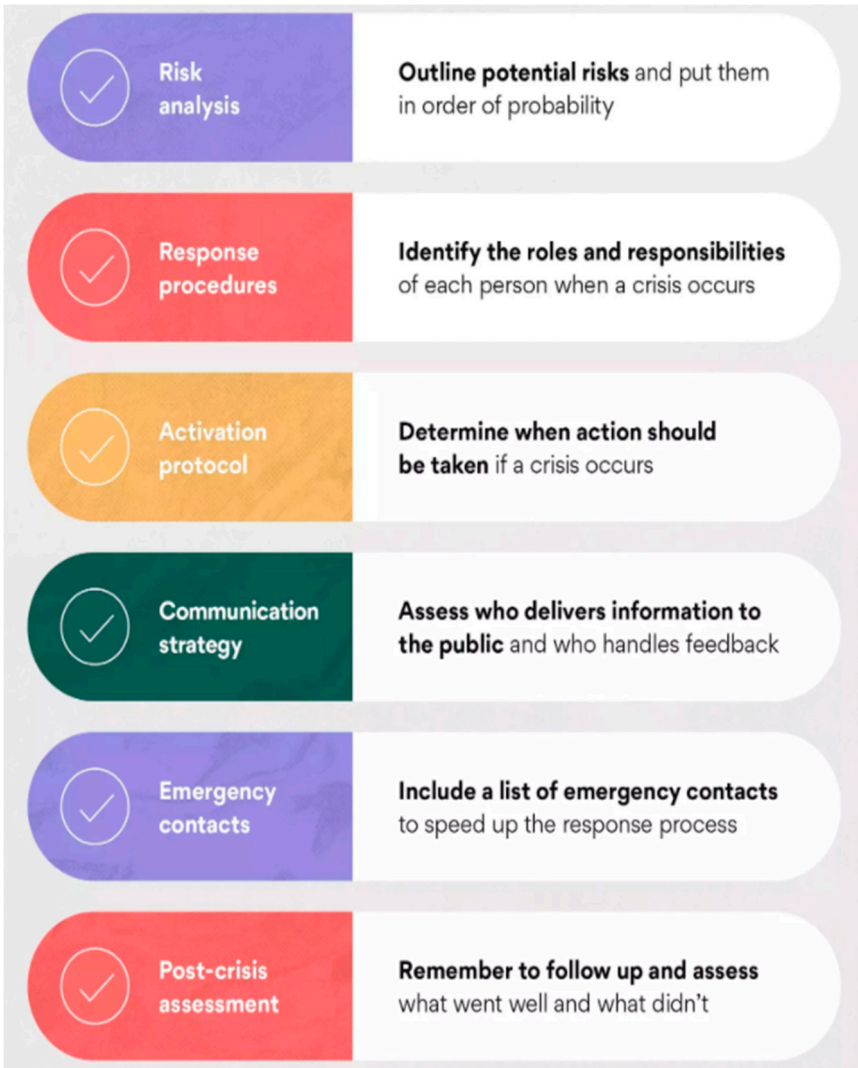 Risk
analysis
Outline potential risks and put them
in order of probability
Response
procedures
Identify the roles and responsibilities
of each person when a crisis occurs
Activation
protocol
Determine when action should
be taken if a crisis occurs
Communication
strategy
Assess who delivers information to
the public and who handles feedback
Emergency
contacts
Include a list of emergency contacts
to speed up the response process
Post-crisis
assessment
Remember to follow up and assess
what went well and what didn't